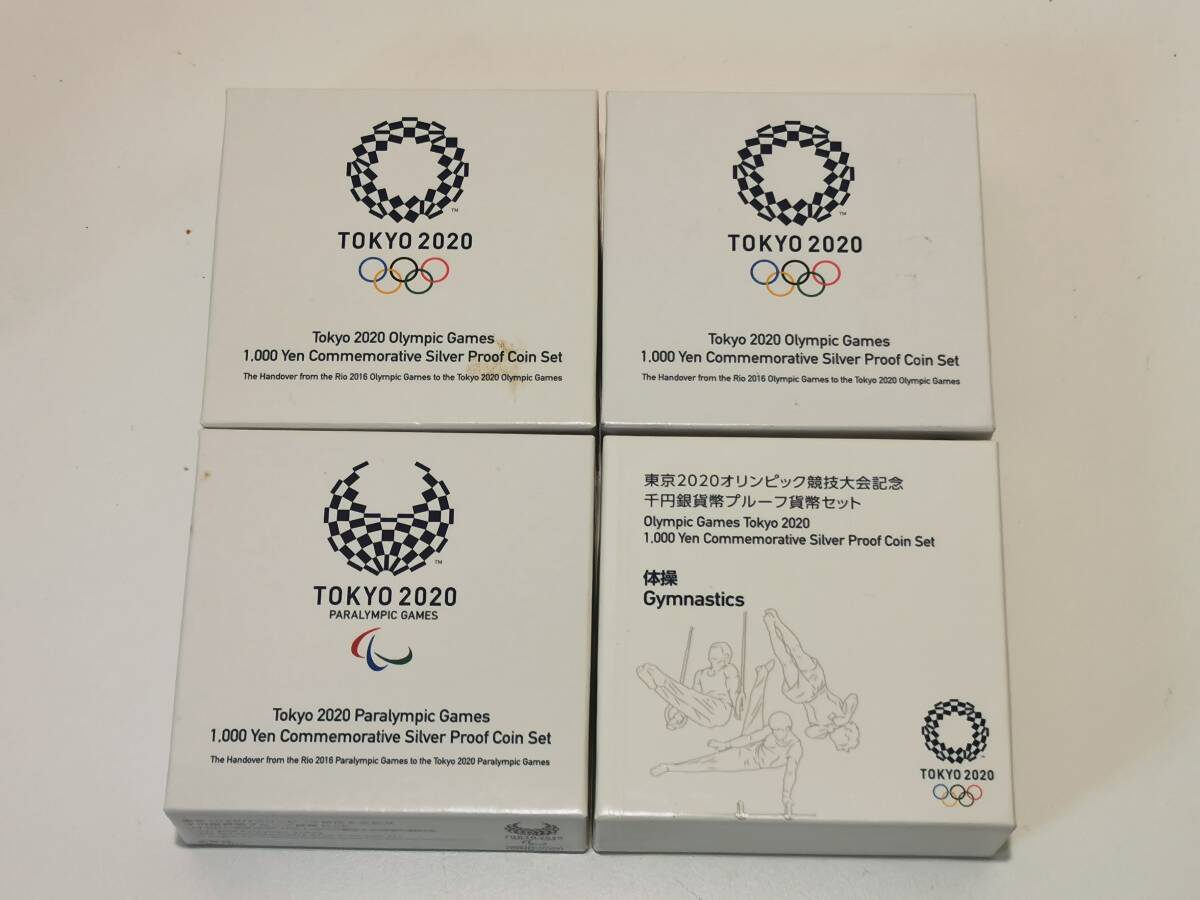 TOKYO 2020
Tokyo 2020 Olympic Games
1,000 Yen Commemorative Silver Proof Coin Set
The Handover from the Rio 2016 Olympic Games to the Tokyo 2020 Olympic Games
TOKYO 2020
Tokyo 2020 Olympic Games
1,000 Yen Commemorative Silver Proof Coin Set
The Handover from the Rio 2016 Olympic Games to the Tokyo 2020 Olympic Games
TM
TOKYO 2020
PARALYMPIC GAMES
Tokyo 2020 Paralympic Games
1,000 Yen Commemorative Silver Proof Coin Set
The Handover from the Rio 2016 Paralympic Games to the Tokyo 2020 Paralympic Games
TOKYO 2020
東京2020オリンピック競技大会記念
千円銀貨幣プルーフ貨幣セット
Olympic Games Tokyo 2020
1,000 Yen Commemorative Silver Proof Coin Set
体操
Gymnastics
TOKYO 2020